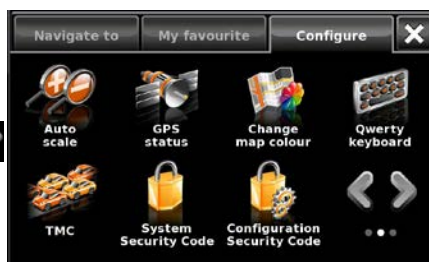 Navigate to
My favourite
Configure
Auto
scale
GPS
status
Change
map colour
Qwerty
keyboard
TMC
System
Security Code
Configuration
Security Code